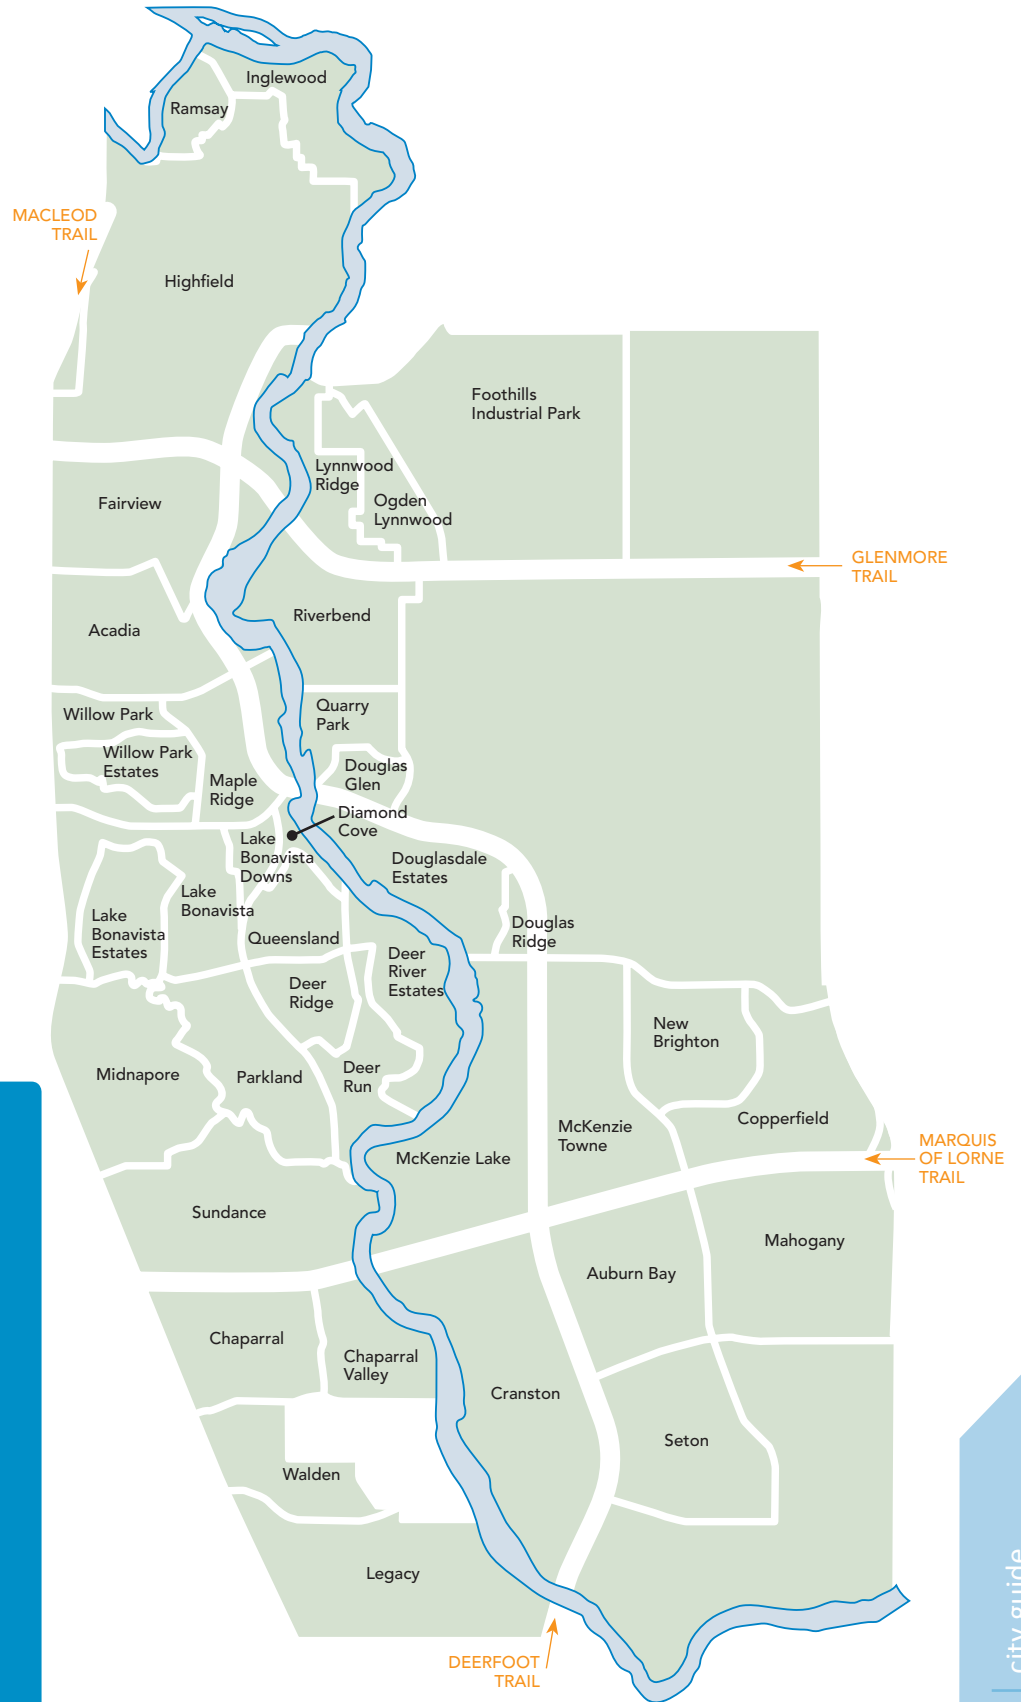 Inglewood
Ramsay
MACLEOD
TRAIL
Highfield
Foothills
Industrial Park
Lynnwood
Ridge
Ogden
Lynnwood
Fairview
GLENMORE
TRAIL
Riverbend
Acadia
Willow Park
Quarry
Park
Willow Park
Estates
Douglas
Glen
Maple
Ridge
Diamond
Cove
Lake
Bonavista
Downs
Douglasdale
Estates
Lake
Bonavista
Lake
Bonavista
Estates
Queensland
Douglas
Ridge
Deer
River
Estates
Deer
Ridge
New
Brighton
Midnapore
Parkland
Deer
Run
Copperfield
McKenzie
Towne
McKenzie Lake
MARQUIS
OF LORNE
TRAIL
Sundance
Mahogany
Auburn Bay
Chaparral
Chaparral
Valley
Cranston
Seton
Walden
Legacy
DEERFOOT
TRAIL
city guide